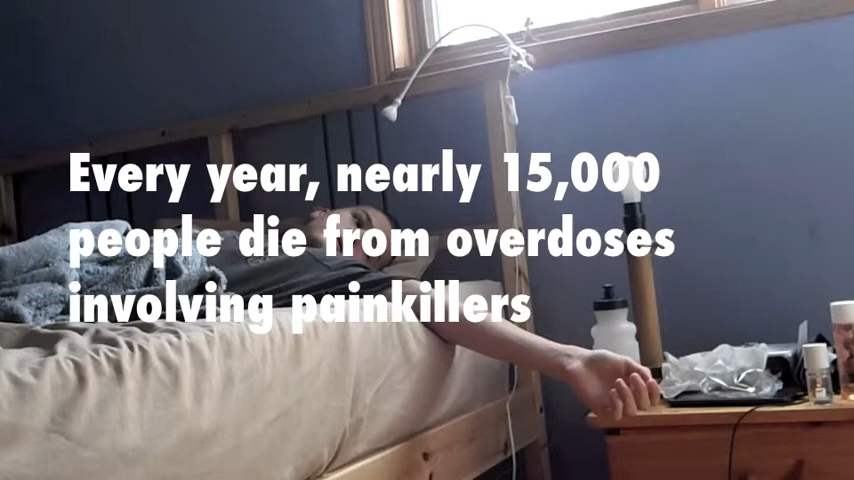 Every year, nearly 15,000
people die from overdoses
involving painkillers